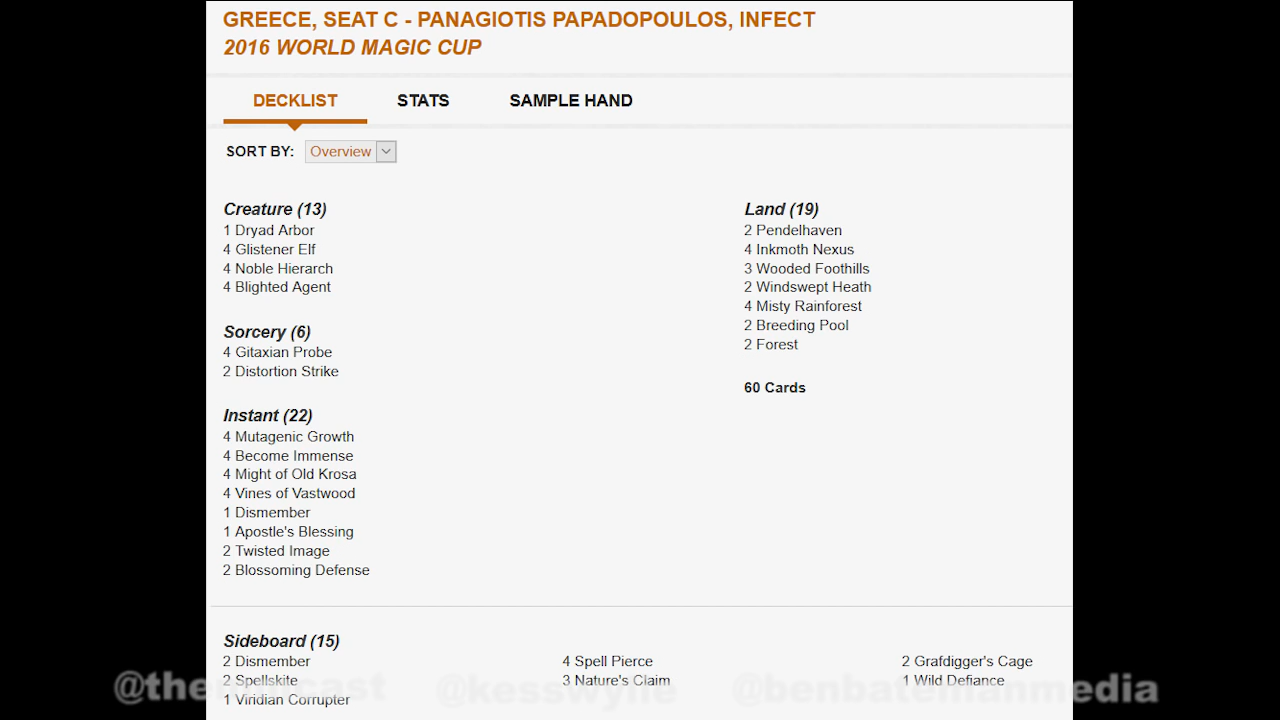 GREECE, SEAT C - PANAGIOTIS PAPADOPOULOS, INFECT
2016 WORLD MAGIC CUP
DECKLIST STATS SAMPLE HAND
SORT BY: Overview
Creature (13)
1 Dryad Arbor
4 Glistener Elf
4 Noble Hierarch
4 Blighted Agent
Sorcery (6)
4 Gitaxian Probe
2 Distortion Strike
Instant (22)
4 Mutagenic Growth
4 Become Immense
4 Might of Old Krosa
4 Vines of Vastwood
1 Dismember
1 Apostle's Blessing
2 Twisted Image
2 Blossoming Defense
Land (19)
2 Pendelhaven
4 Inkmoth Nexus
3 Wooded Foothills
2 Windswept Heath
4 Misty Rainforest
2 Breeding Pool
2 Forest
60 Cards
Sideboard (15)
2 Dismember
2 Spellskite
1 Viridian Corrupter
4 Spell Pierce
3 Nature's Claim
2 Grafdigger's Cage
1 Wild Defiance
@kesswylie
@benbatemanmedia